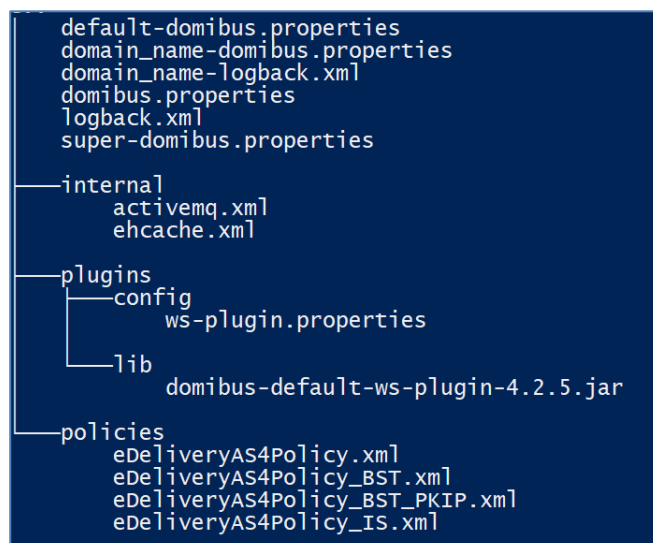 default-domibus.properties
domain_name-domibus.properties
domain_name-logback.xml
domibus.properties
logback.xml
super-domibus.properties
internal
activemq.xml
ehcache.xml
plugins
config
ws-plugin.properties
lib
domibus-default-ws-plugin-4.2.5.jar
policies
eDeliveryAS4Policy.xml
eDeliveryAS4Policy_BST.xml
eDeliveryAS4Policy_BST_PKIP.xml
eDeliveryAS4Policy_IS.xml